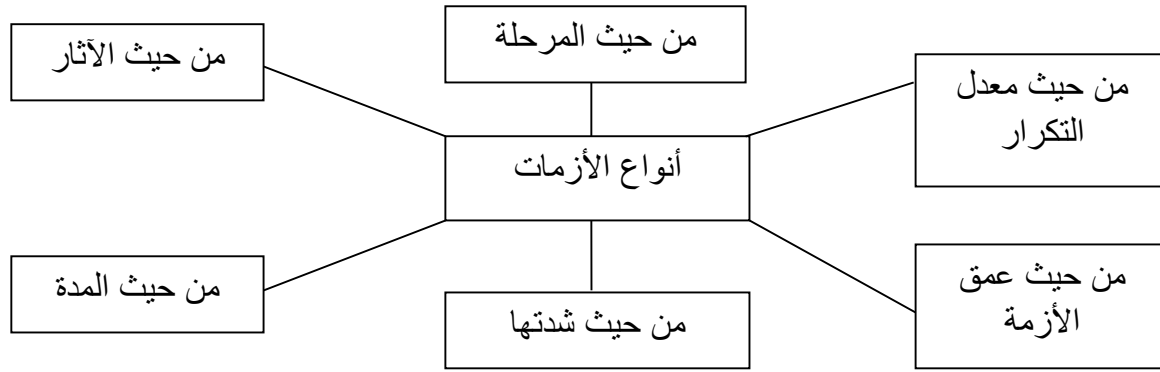 من حيث المرحلة
من حيث الآثار
من حيث معدل
التكرار
أنواع الأزمات
من حيث عمق
الأزمة
من حيث المدة
من حيث شدتها